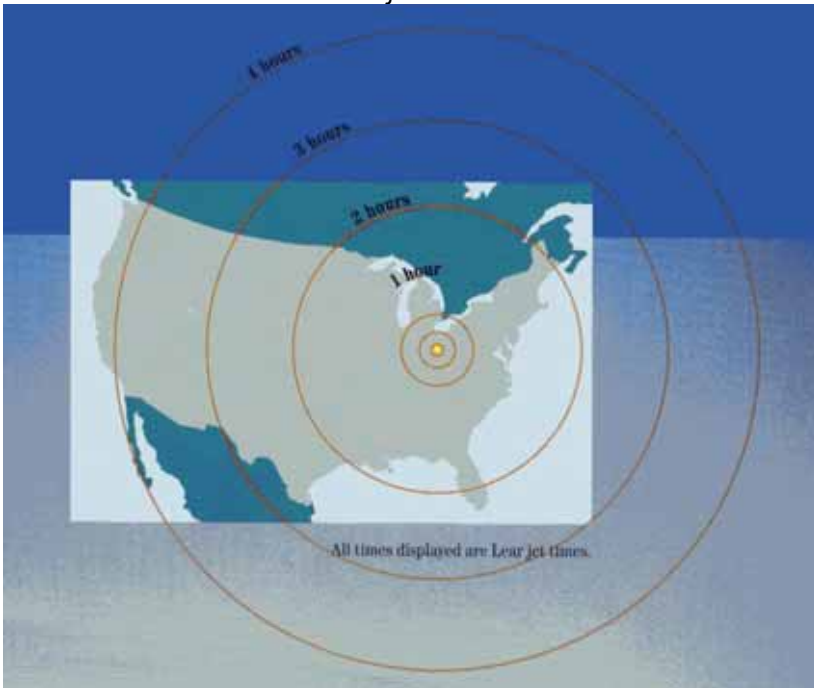 4 hours
3 hours
2 hours
1 hour
All times displayed are Lear jet times.